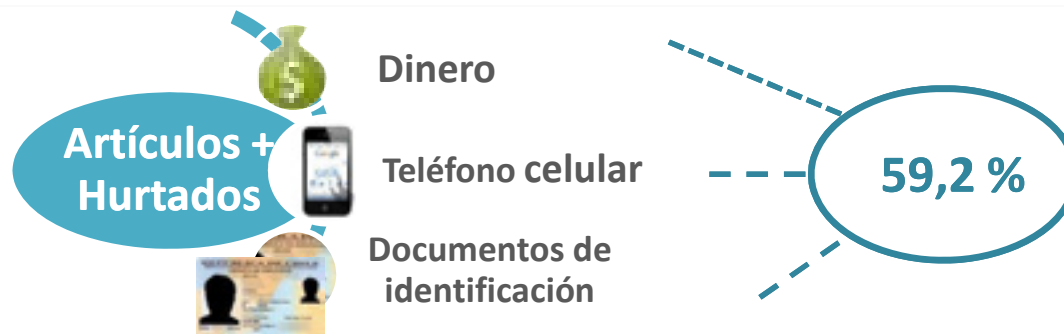 Dinero
Artículos +
Hurtados
Teléfono celular
59,2 %
Documentos de
identificación